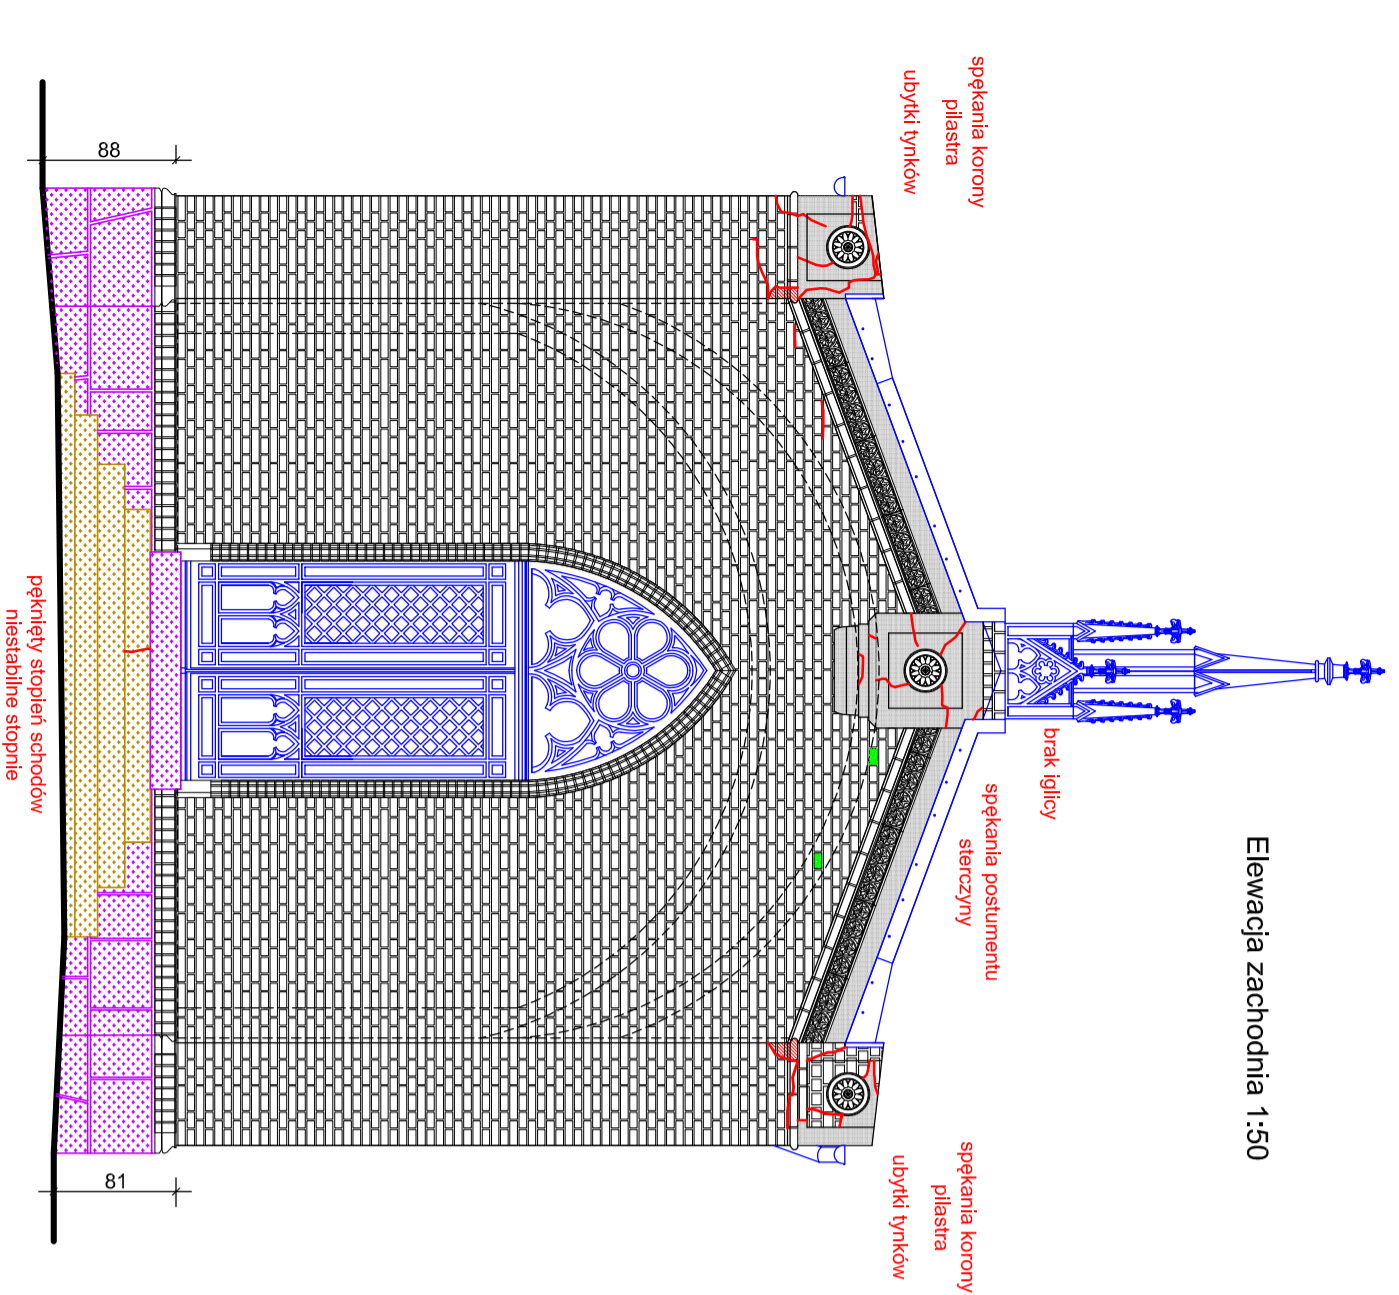 Elewacja zachodnia 1:50
brak iglicy
spękania postumentu
sterczyny
spękania korony
pilastra
ubytki tynków
spękania korony
pilastra
ubytki tynków
88
81
pęknięty stopień schodów
niestabilne stopnie